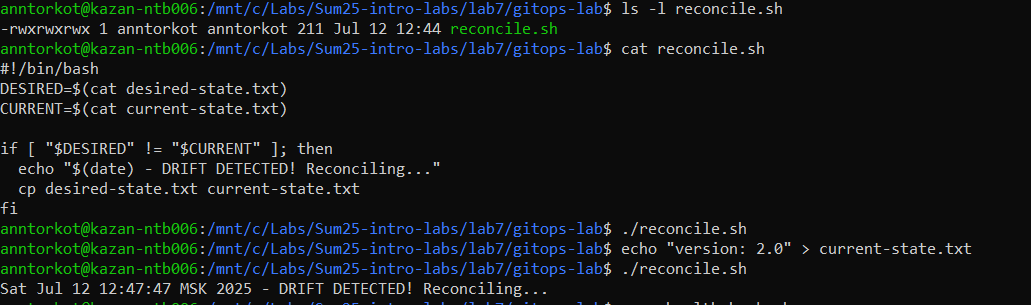 anntorkot@kazan-ntb006:/mnt/c/Labs/Sum25-intro-labs/lab7/gitops-lab$ ls -l reconcile.sh
-rwxrwxrwx 1 anntorkot anntorkot 211 Jul 12 12:44 reconcile.sh
anntorkot@kazan-ntb006:/mnt/c/Labs/Sum25-intro-labs/lab7/gitops-lab$ cat reconcile.sh
#!/bin/bash
DESIRED=$(cat desired-state.txt)
CURRENT=$(cat current-state.txt)

if [ "$DESIRED" != "$CURRENT" ]; then
  echo "$(date) - DRIFT DETECTED! Reconciling..."
  cp desired-state.txt current-state.txt
fi
anntorkot@kazan-ntb006:/mnt/c/Labs/Sum25-intro-labs/lab7/gitops-lab$ ./reconcile.sh
anntorkot@kazan-ntb006:/mnt/c/Labs/Sum25-intro-labs/lab7/gitops-lab$ echo "version: 2.0" > current-state.txt
anntorkot@kazan-ntb006:/mnt/c/Labs/Sum25-intro-labs/lab7/gitops-lab$ ./reconcile.sh
Sat Jul 12 12:47:47 MSK 2025 - DRIFT DETECTED! Reconciling...